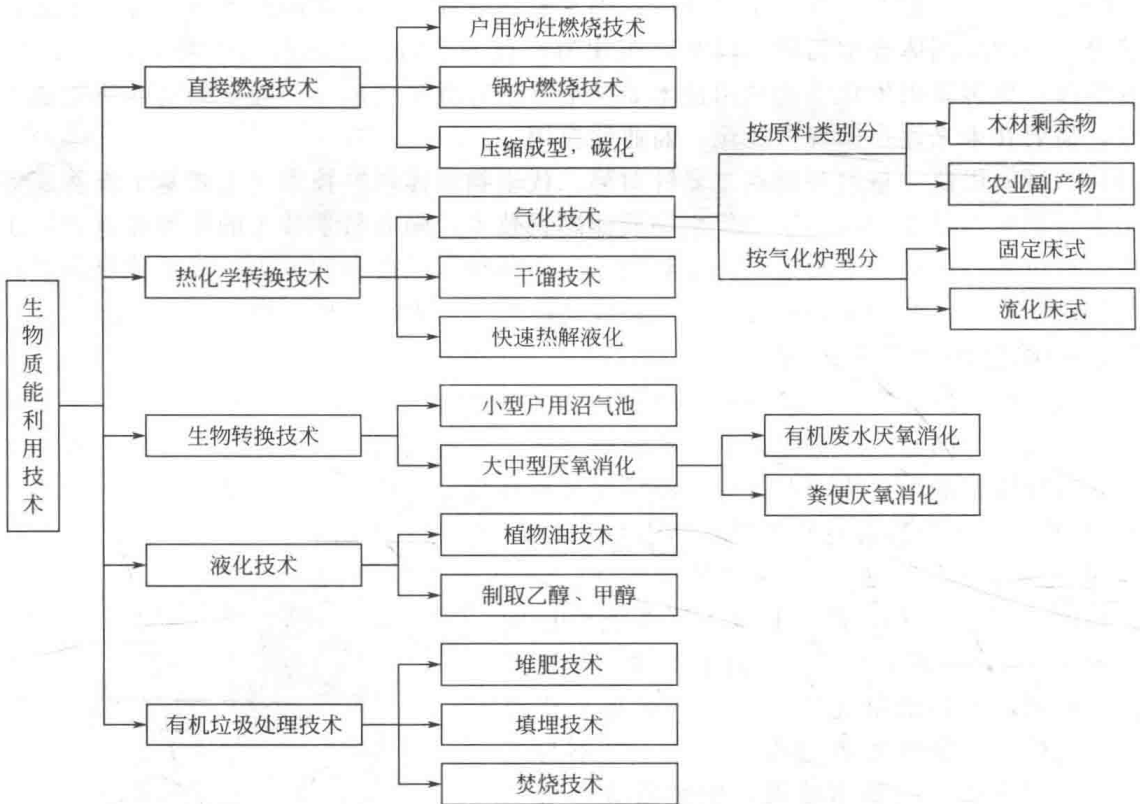 生物质能利用技术
直接燃烧技术
户用炉灶燃烧技术
锅炉燃烧技术
压缩成型，碳化
热化学转换技术
气化技术
按原料类别分
木材剩余物
农业副产物
按气化炉型分
固定床式
流化床式
干馏技术
快速热解液化
生物转换技术
小型户用沼气池
大中型厌氧消化
有机废水厌氧消化
粪便厌氧消化
液化技术
植物油技术
制取乙醇、甲醇
有机垃圾处理技术
堆肥技术
填埋技术
焚烧技术